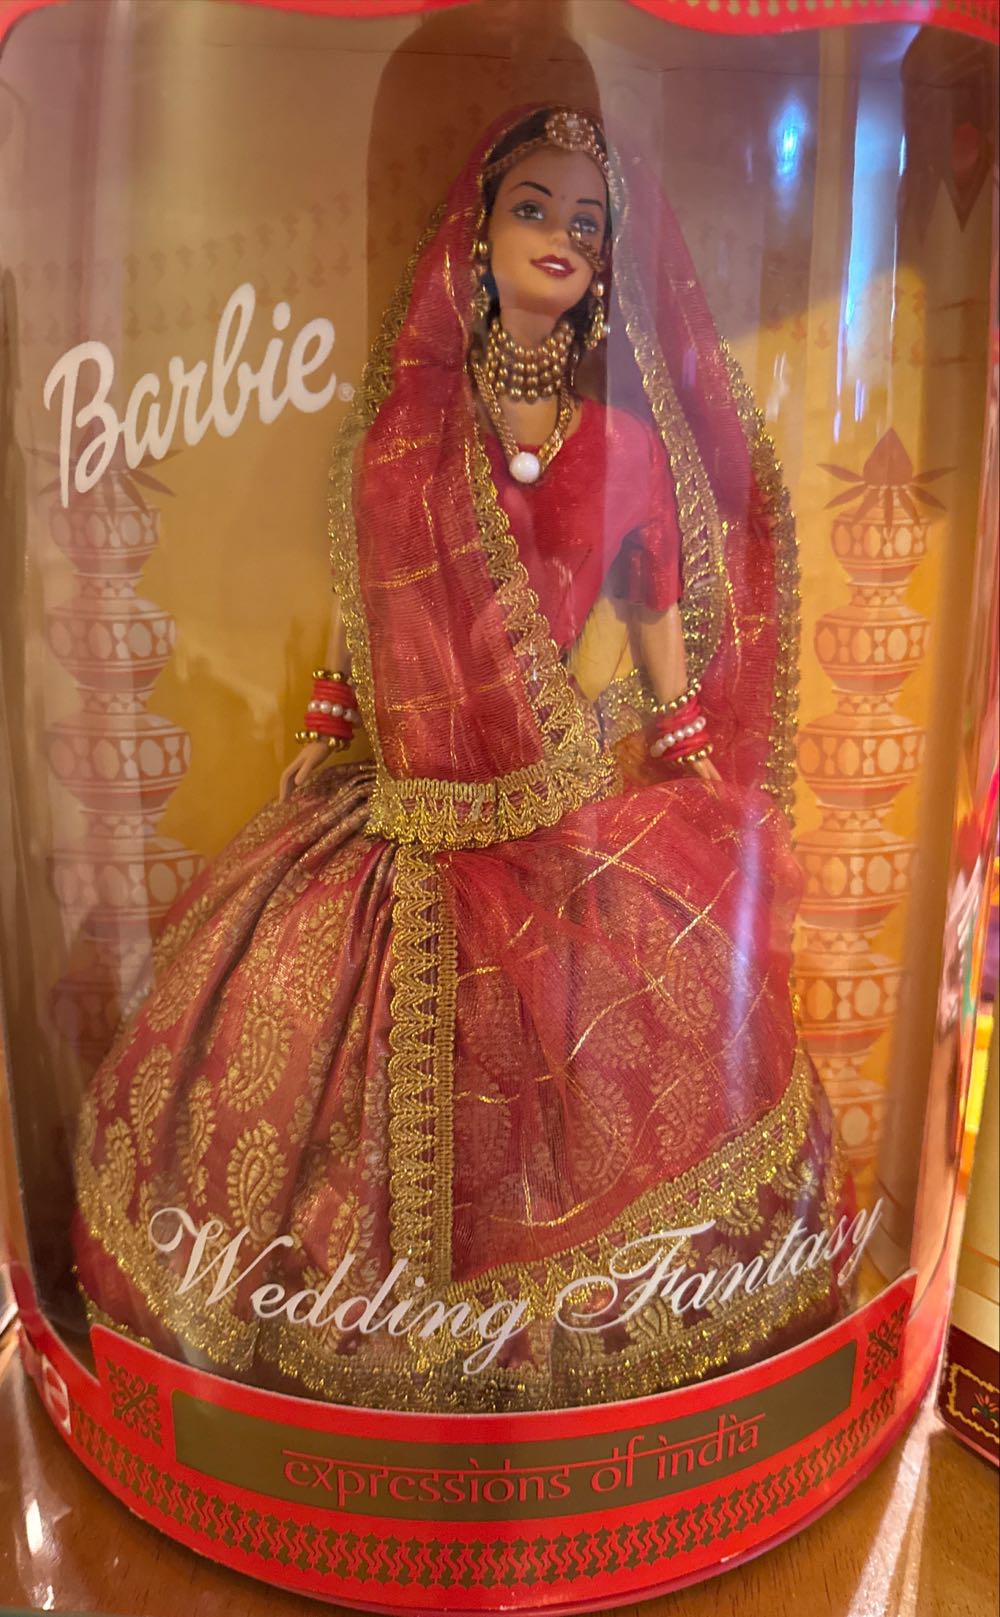 Barbie®
Wedding Fantasy
expressions of india